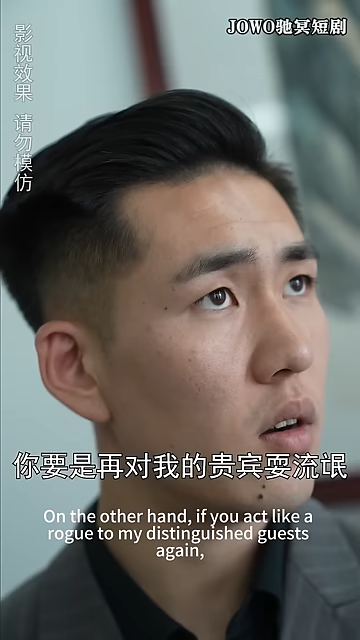 JOWO驰冥短剧
影视效果 请勿模仿
你要是再对我的贵宾耍流氓
On the other hand, if you act like a
rogue to my distinguished guests
again,